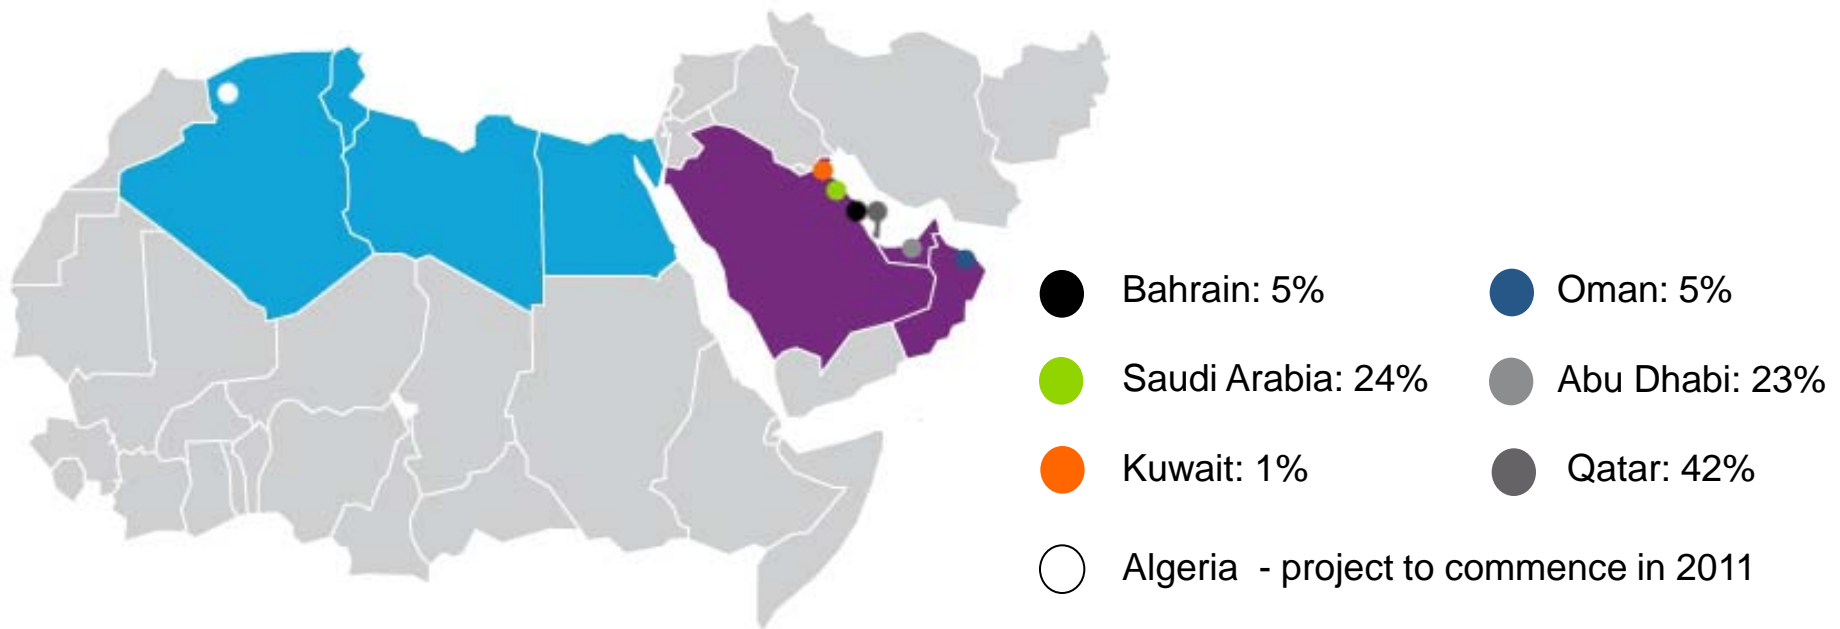 Bahrain: 5%
Oman: 5%
Saudi Arabia: 24%
Abu Dhabi: 23%
Kuwait: 1%
Qatar: 42%
Algeria - project to commence in 2011